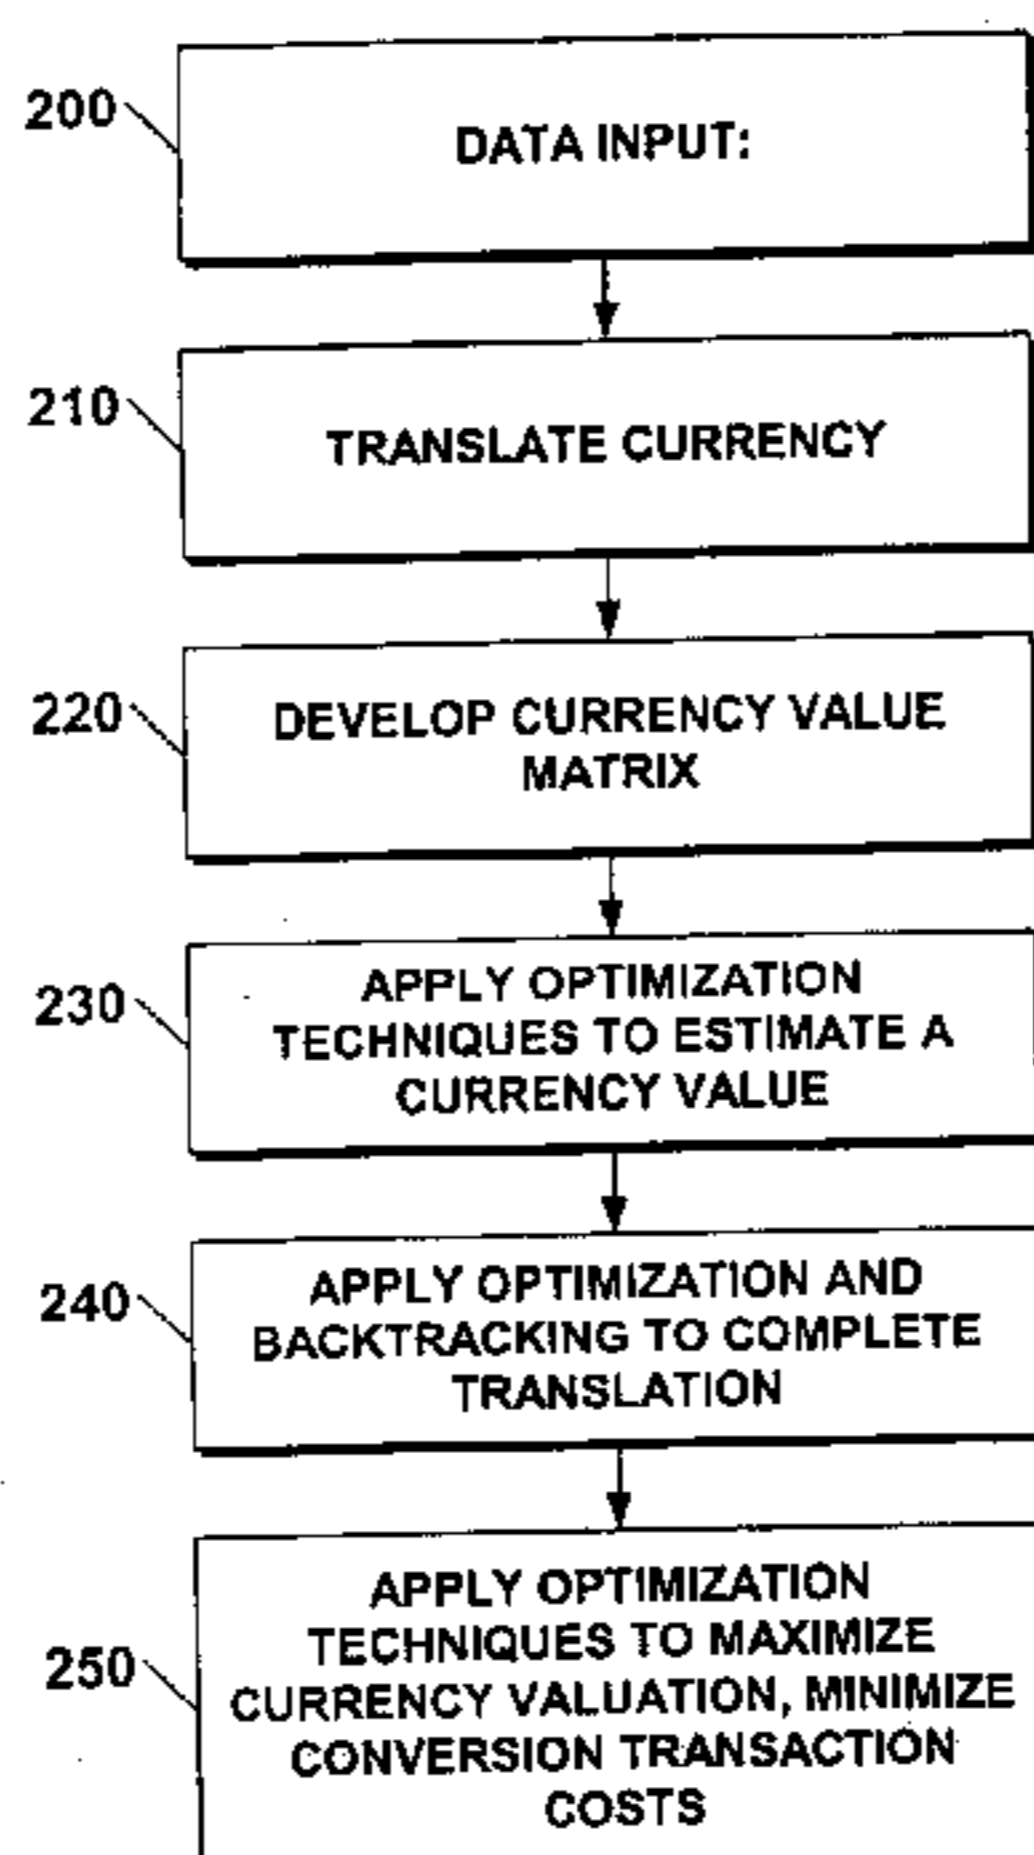 200
DATA INPUT:
210
TRANSLATE CURRENCY
220
DEVELOP CURRENCY VALUE
MATRIX
230
APPLY OPTIMIZATION
TECHNIQUES TO ESTIMATE A
CURRENCY VALUE
240
APPLY OPTIMIZATION AND
BACKTRACKING TO COMPLETE
TRANSLATION
250
APPLY OPTIMIZATION
TECHNIQUES TO MAXIMIZE
CURRENCY VALUATION, MINIMIZE
CONVERSION TRANSACTION
COSTS